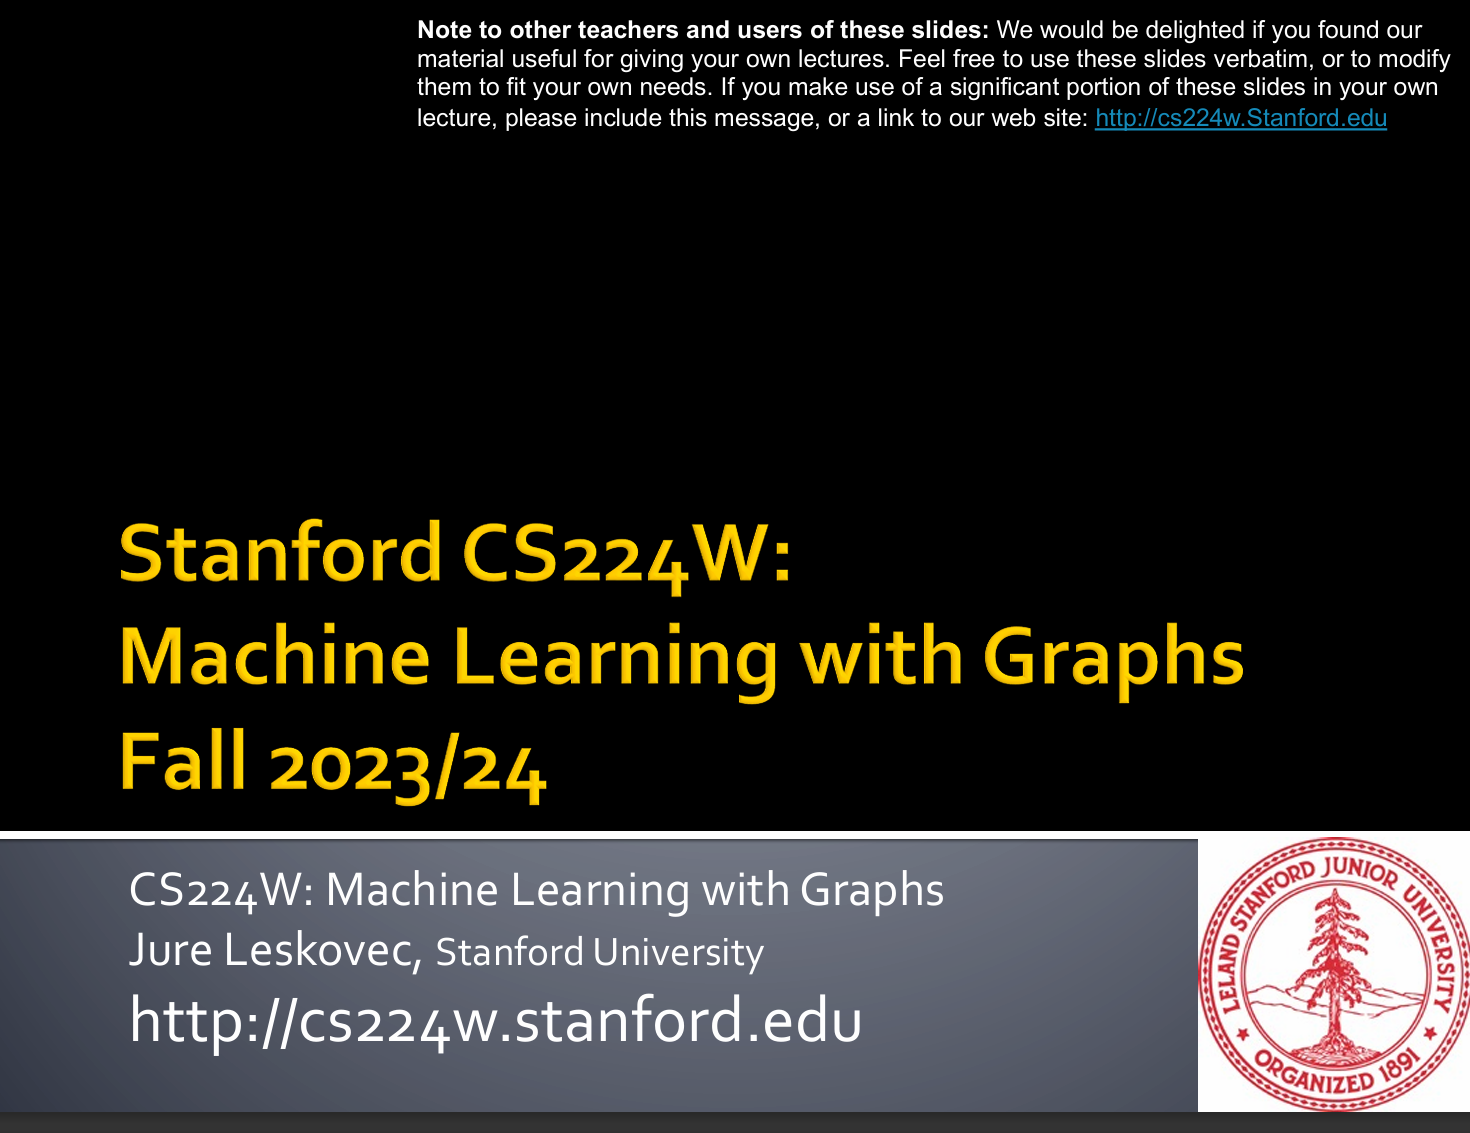 Note to other teachers and users of these slides: We would be delighted if you found our
material useful for giving your own lectures. Feel free to use these slides verbatim, or to modify
them to fit your own needs. If you make use of a significant portion of these slides in your own
lecture, please include this message, or a link to our web site: http://cs224w.Stanford.edu
Stanford CS224W:
Machine Learning with Graphs
Fall 2023/24
CS224W: Machine Learning with Graphs
Jure Leskovec, Stanford University
http://cs224w.stanford.edu
LELAND STANFORD JUNIOR UNIVERSITY
ORGANIZED 1891